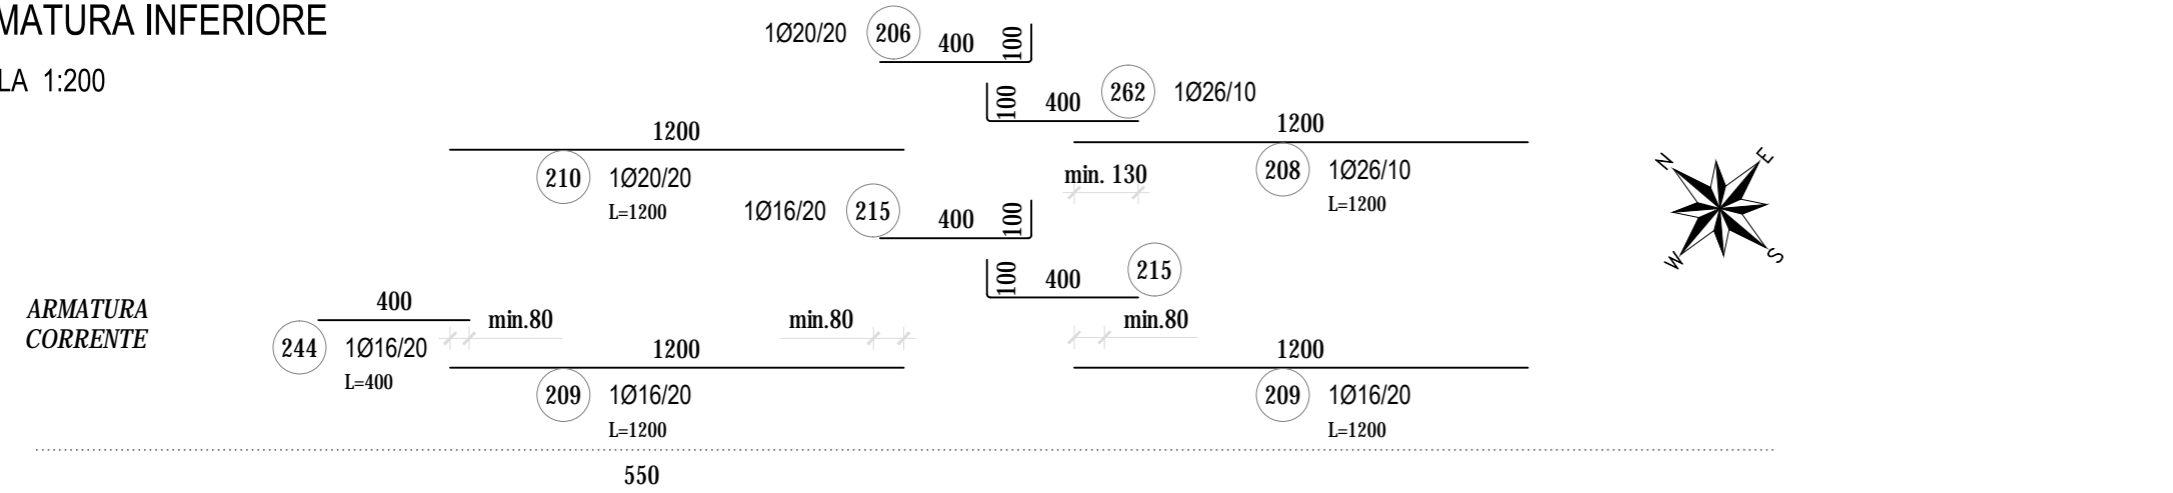 MATURA INFERIORE
LA 1:200
1Ø20/20 206 400 100
100 400 262 1Ø26/10
1200
210 1Ø20/20
L=1200
1200
min. 130
208 1Ø26/10
L=1200
1Ø16/20 215 400 100
100 400 215
N
E
W
S
ARMATURA
CORRENTE
400
244 1Ø16/20
L=400
min.80
min.80
min.80
1200
209 1Ø16/20
L=1200
1200
209 1Ø16/20
L=1200
550